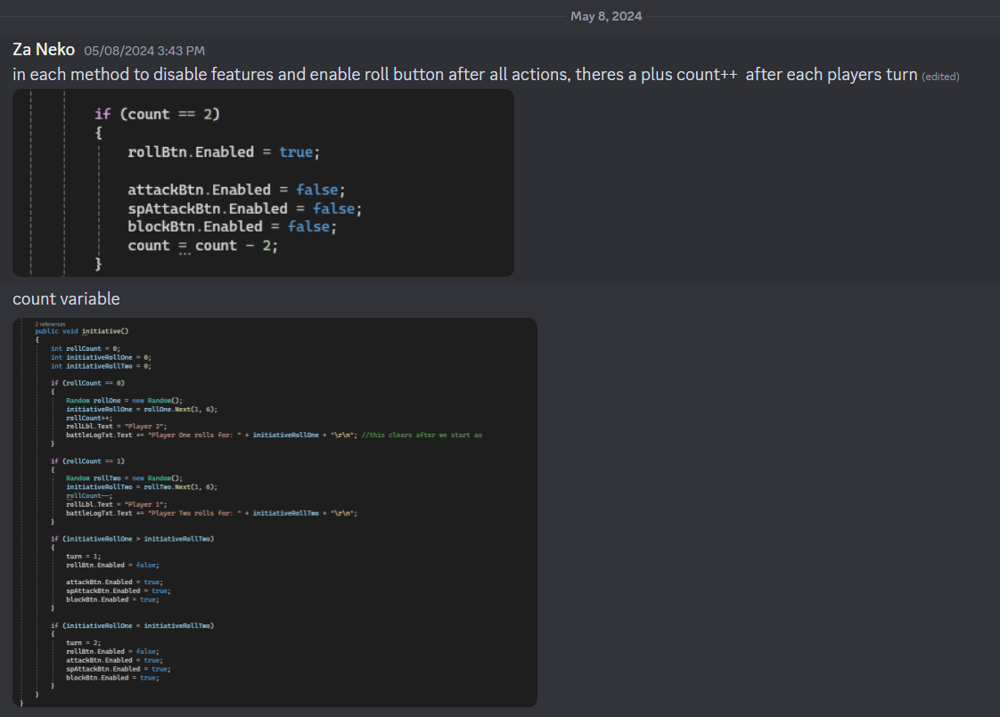 May 8, 2024
Za Neko 05/08/2024 3:43 PM
in each method to disable features and enable roll button after all actions, theres a plus count++ after each players turn (edited)
if (count == 2)
{
rollBtn.Enabled = true;
attackBtn.Enabled = false;
spAttackBtn.Enabled = false;
blockBtn.Enabled = false;
count = count - 2;
}
count variable
2 references
public void initiative()
{
int rollCount = 0;
int initiativeRollOne = 0;
int initiativeRollTwo = 0;
if (rollCount == 0)
{
Random rollOne = new Random();
initiativeRollOne = rollOne.Next(1, 6);
rollCount++;
rollLbl.Text = "Player 2";
battleLogTxt.Text += "Player One rolls for: " + initiativeRollOne + "\r\n"; //this clears after we start ao
}
if (rollCount == 1)
{
Random rollTwo = new Random();
initiativeRollTwo = rollTwo.Next(1, 6);
rollCount--;
rollLbl.Text = "Player 1";
battleLogTxt.Text += "Player Two rolls for: " + initiativeRollTwo + "\r\n";
}
if (initiativeRollOne > initiativeRollTwo)
{
turn = 1;
rollBtn.Enabled = false;
attackBtn.Enabled = true;
spAttackBtn.Enabled = true;
blockBtn.Enabled = true;
}
if (initiativeRollOne < initiativeRollTwo)
{
turn = 2;
rollBtn.Enabled = false;
attackBtn.Enabled = true;
spAttackBtn.Enabled = true;
blockBtn.Enabled = true;
}
}
}